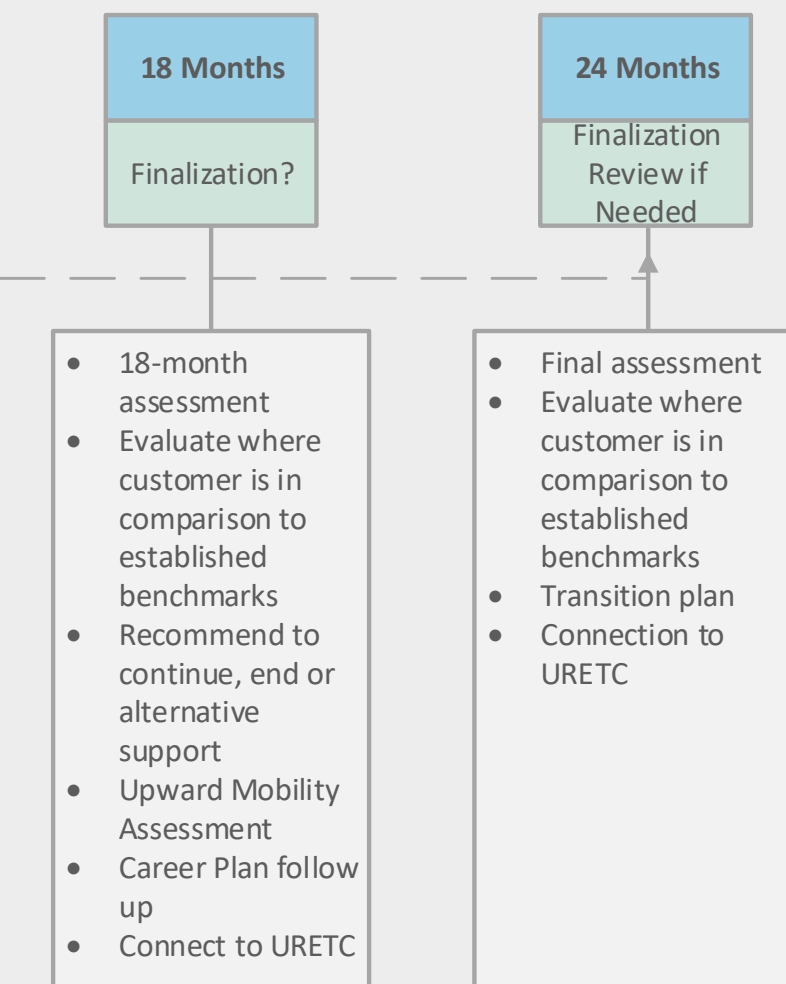 18 Months
Finalization?
• 18-month
assessment
• Evaluate where
customer is in
comparison to
established
benchmarks
• Recommend to
continue, end or
alternative
support
• Upward Mobility
Assessment
• Career Plan follow
up
• Connect to URETC
24 Months
Finalization
Review if
Needed
• Final assessment
• Evaluate where
customer is in
comparison to
established
benchmarks
• Transition plan
• Connection to
URETC